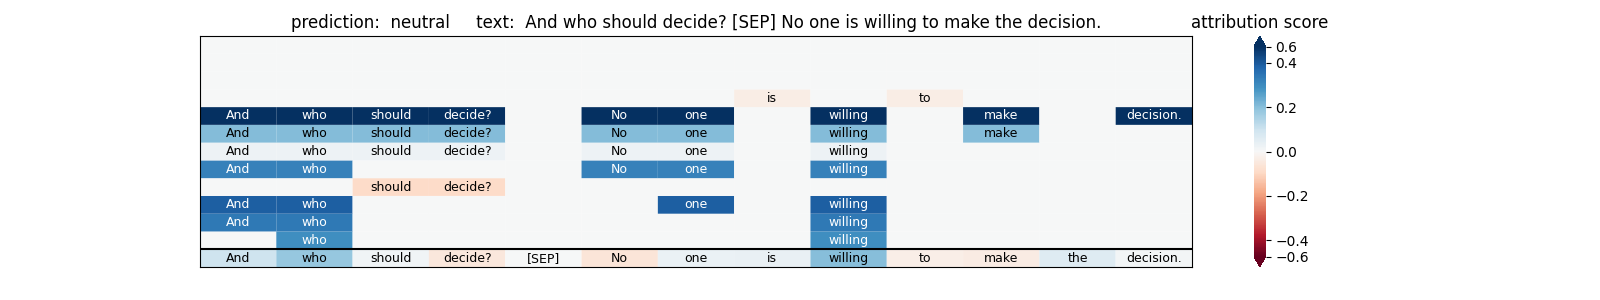 prediction:  neutral     text:  And who should decide? [SEP] No one is willing to make the decision.     attribution score
is to
And who should decide? No one willing make decision.
And who should decide? No one willing make
And who should decide? No one willing
And who No one willing
should decide?
And who one willing
And who willing
who willing
And who should decide? [SEP] No one is willing to make the decision.
0.6
0.4
0.2
0.0
−0.2
−0.4
−0.6